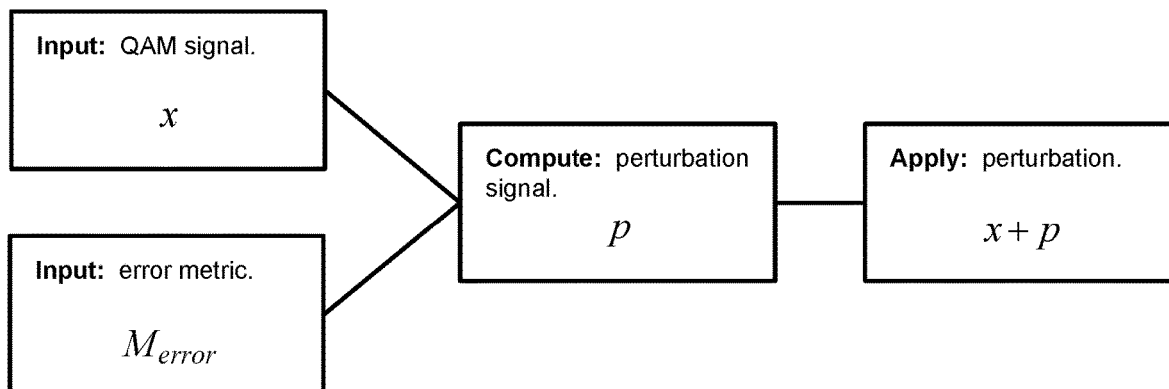 Input: QAM signal.
x
Input: error metric.
M_error
Compute: perturbation
signal.
p
Apply: perturbation.
x + p